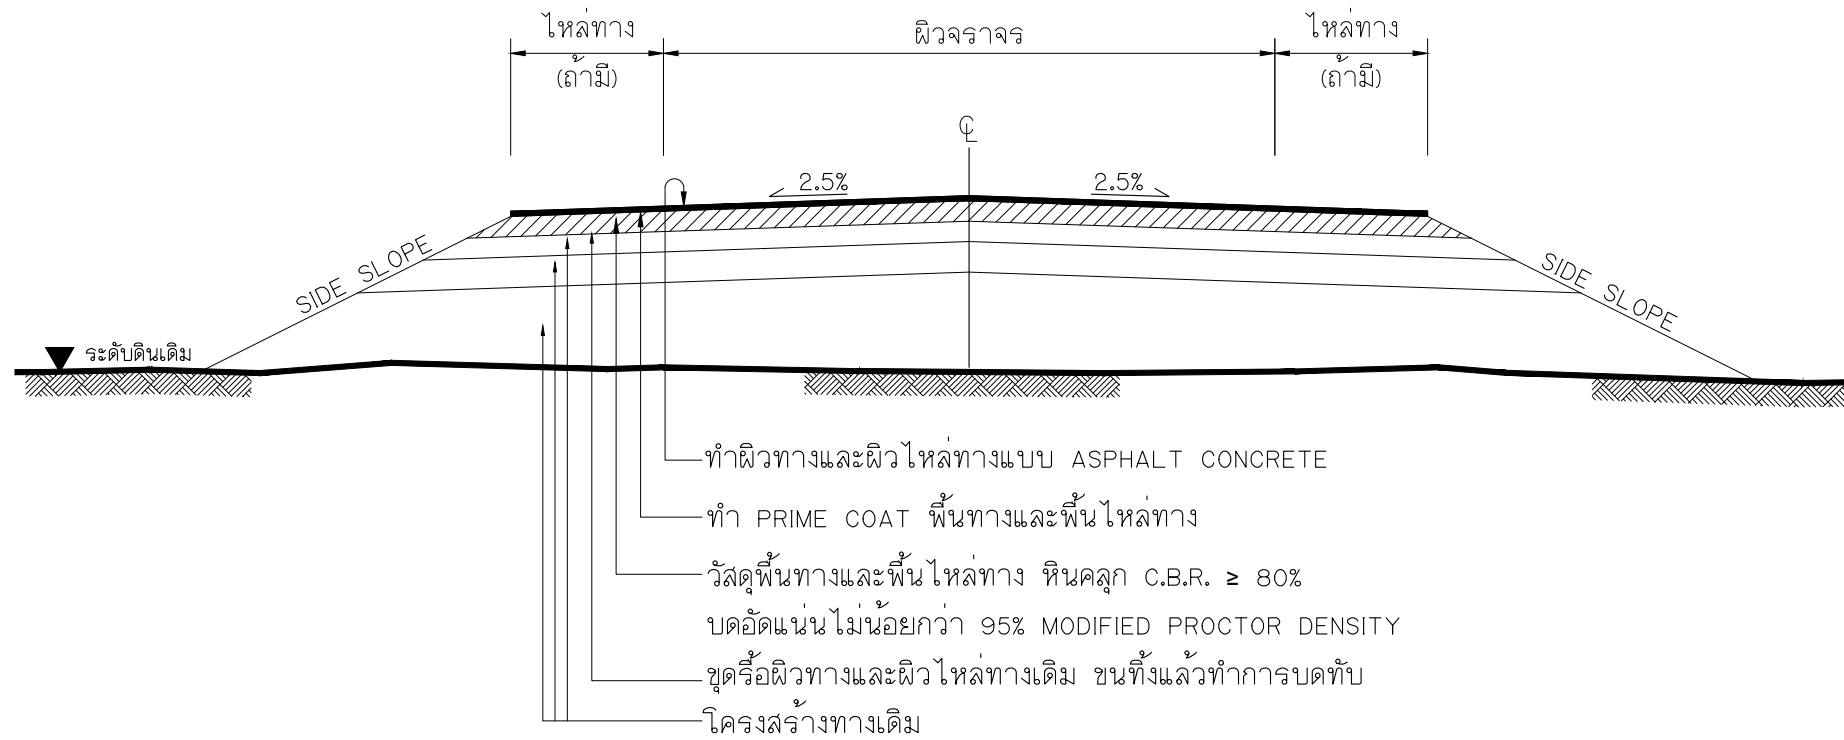 ไหล่ทาง ผิวจราจร ไหล่ทาง
(ถ้ามี) (ถ้ามี)
℄
2.5% 2.5%
SIDE SLOPE SIDE SLOPE
ระดับดินเดิม
ทำผิวทางและผิวไหล่ทางแบบ ASPHALT CONCRETE
ทำ PRIME COAT พื้นทางและพื้นไหล่ทาง
วัสดุพื้นทางและพื้นไหล่ทาง หินคลุก C.B.R. ≥ 80%
บดอัดแน่นไม่น้อยกว่า 95% MODIFIED PROCTOR DENSITY
ขุดรื้อผิวทางและผิวไหล่ทางเดิม ขนทิ้งแล้วทำการบดทับ
โครงสร้างทางเดิม